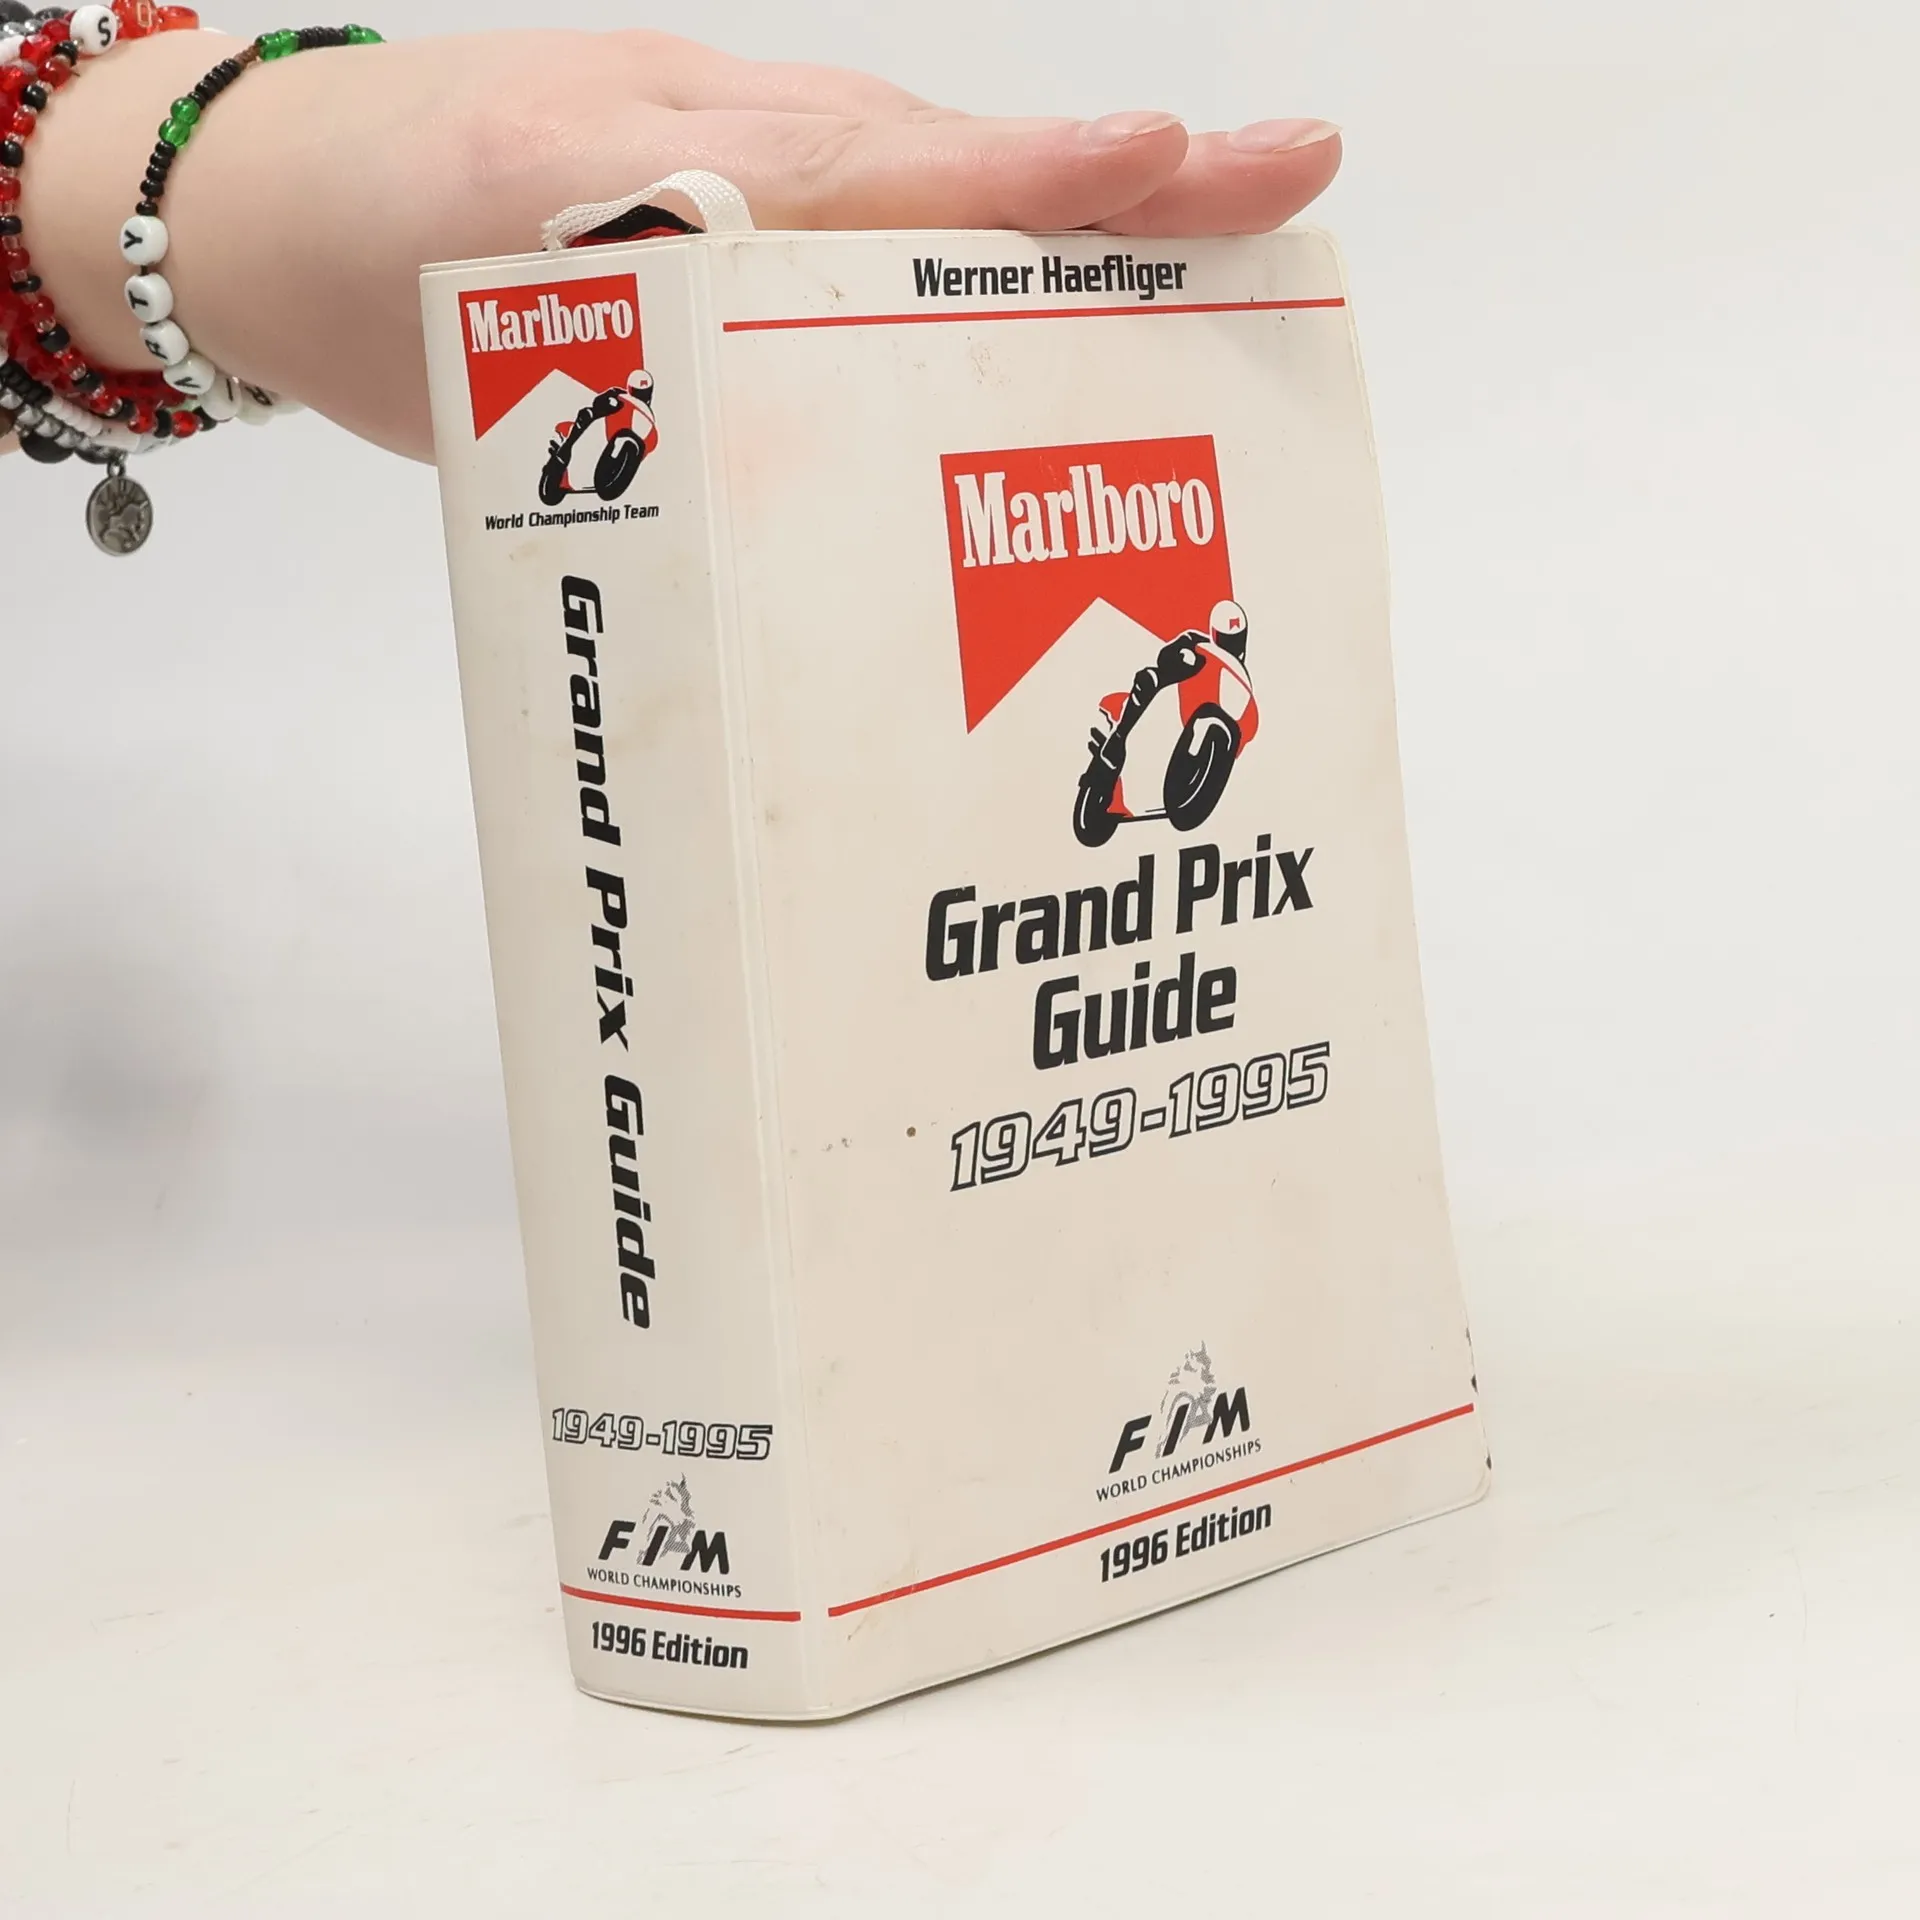 S
Y
T
R
Marlboro
World Championship Team
Grand Prix Guide
1949-1995
FIM
WORLD CHAMPIONSHIPS
1996 Edition
Werner Haefliger
Marlboro
Grand Prix
Guide
1949-1995
FIM
WORLD CHAMPIONSHIPS
1996 Edition